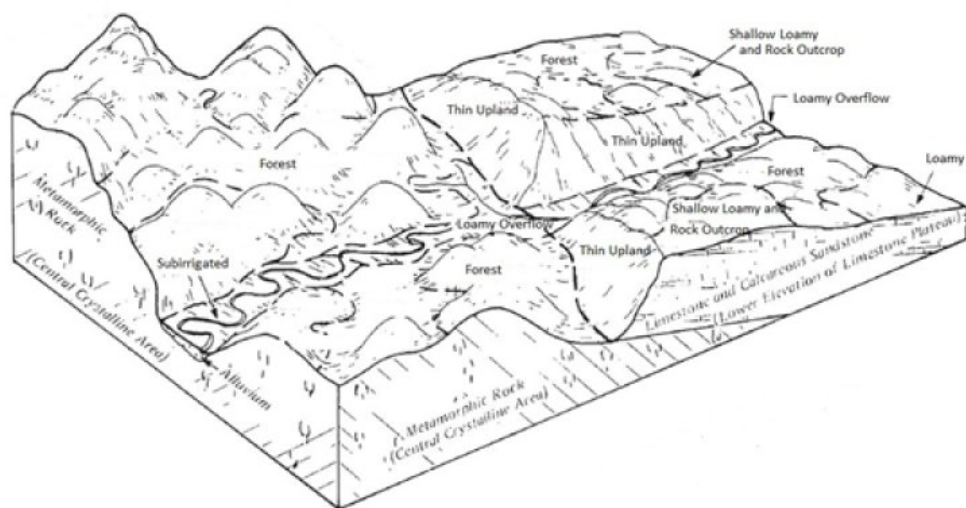 Shallow Loamy
and Rock Outcrop
Forest
Loamy Overflow
Thin Upland
Thin Upland
Loamy
Forest
Forest
Metamorphic
Rock
(Central Crystalline Area)
Shallow Loamy and
Rock Outcrop
Loamy Overflow
Subirrigated
Forest
Thin Upland
Limestone and Calcareous Sandstone
(Lower Elevation of Limestone Plateau)
Alluvium
Metamorphic Rock
(Central Crystalline Area)